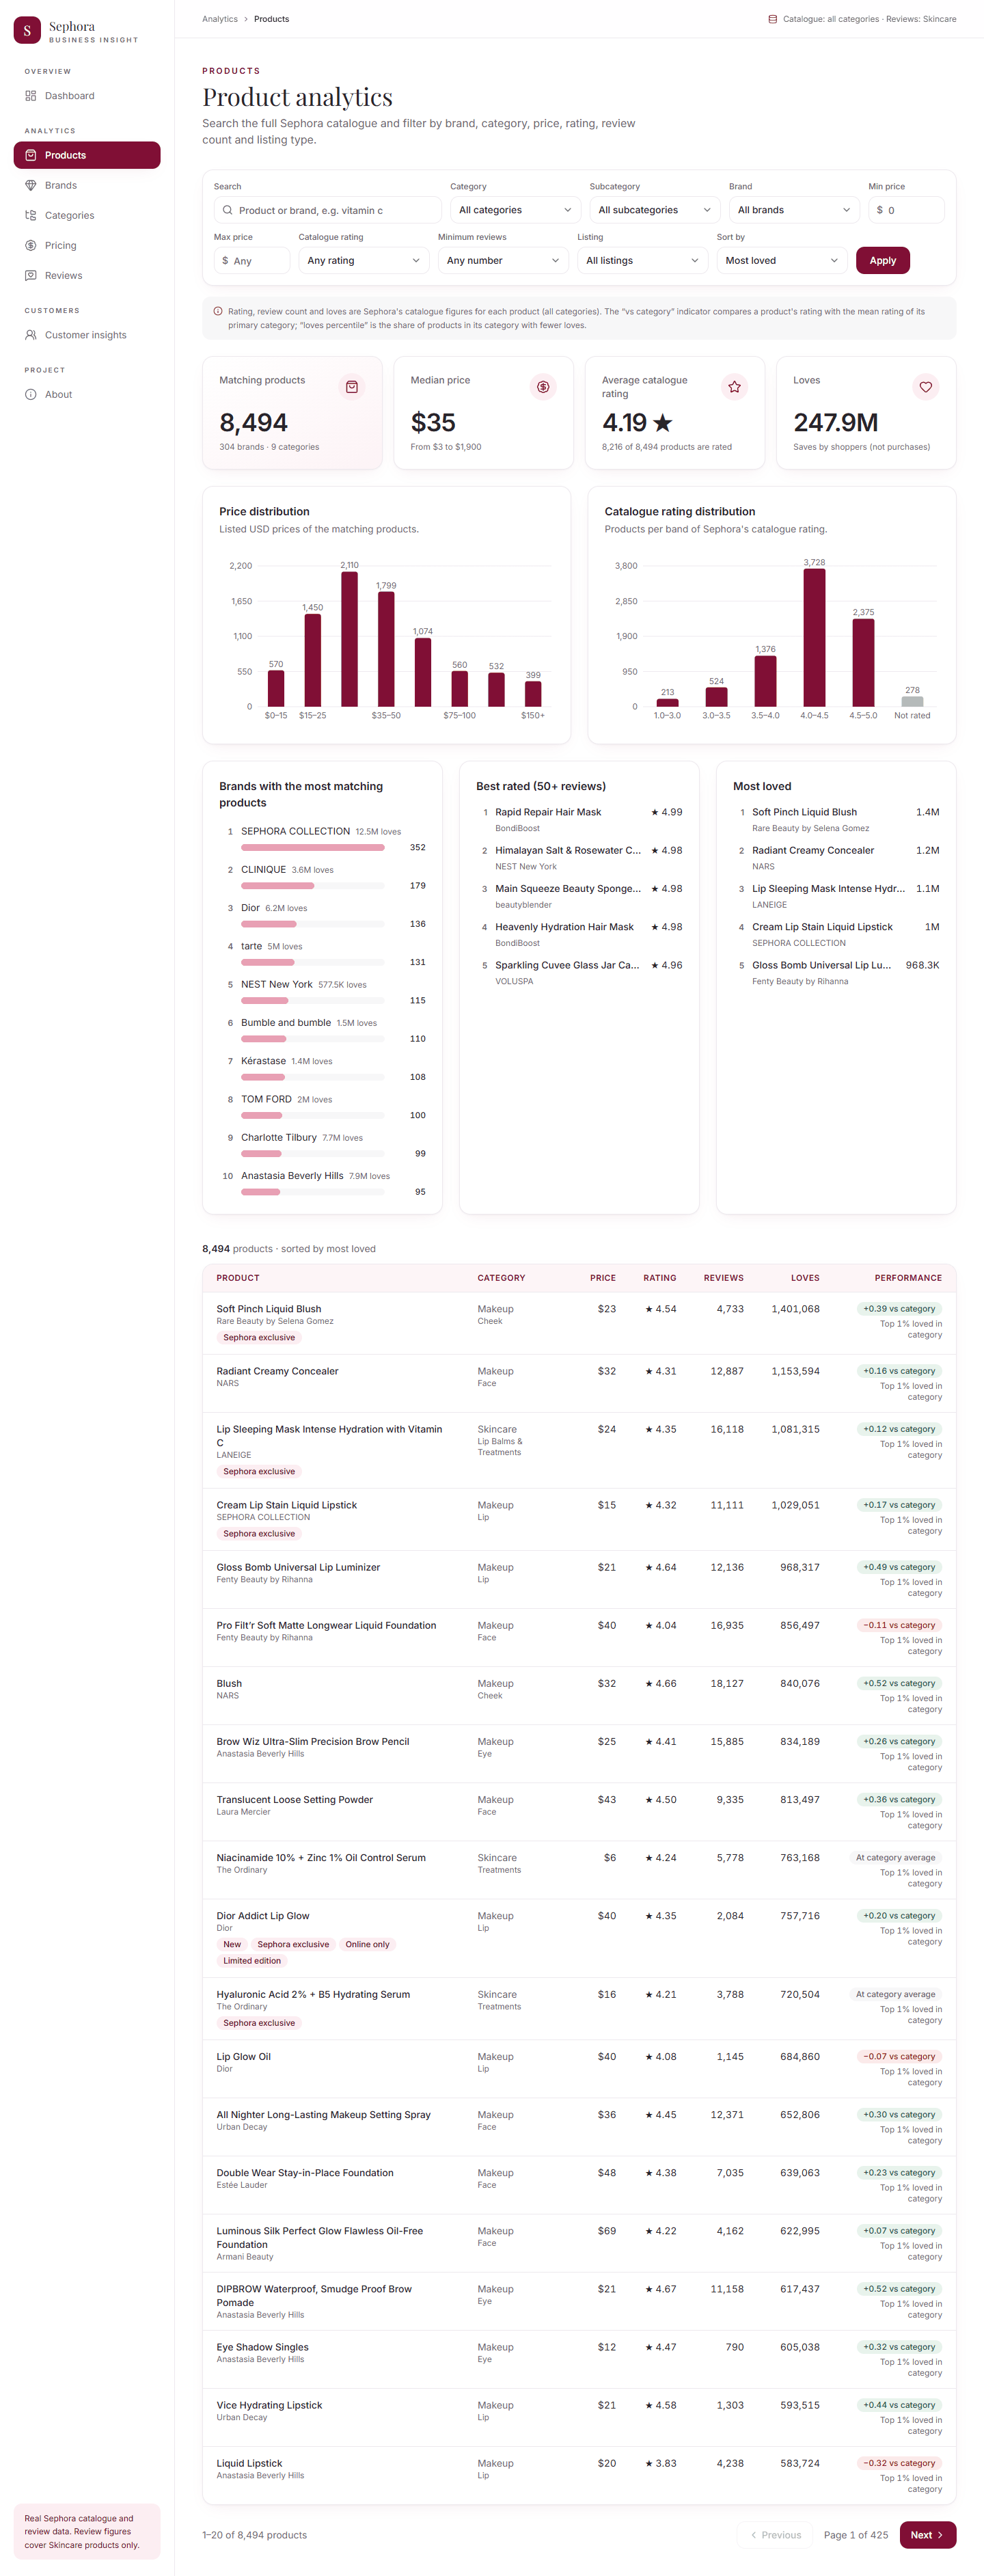 S
Sephora
BUSINESS INSIGHT
OVERVIEW
Dashboard
ANALYTICS
Products
Brands
Categories
Pricing
Reviews
CUSTOMERS
Customer insights
PROJECT
About
Real Sephora catalogue and
review data. Review figures
cover Skincare products only.
Analytics › Products
Catalogue: all categories · Reviews: Skincare
PRODUCTS
Product analytics
Search the full Sephora catalogue and filter by brand, category, price, rating, review
count and listing type.
Search Category Subcategory Brand Min price
Product or brand, e.g. vitamin c All categories All subcategories All brands $ 0
Max price Catalogue rating Minimum reviews Listing Sort by
$ Any Any rating Any number All listings Most loved Apply
Rating, review count and loves are Sephora's catalogue figures for each product (all categories). The “vs category” indicator compares a product's rating with the mean rating of its
primary category; “loves percentile” is the share of products in its category with fewer loves.
Matching products
8,494
304 brands · 9 categories
Median price
$35
From $3 to $1,900
Average catalogue
rating
4.19 ★
8,216 of 8,494 products are rated
Loves
247.9M
Saves by shoppers (not purchases)
Price distribution
Listed USD prices of the matching products.
2,200
1,650
1,100
550
0
570
1,450
2,110
1,799
1,074
560
532
399
$0–15 $15–25 $35–50 $75–100 $150+
Catalogue rating distribution
Products per band of Sephora's catalogue rating.
3,800
2,850
1,900
950
0
213
524
1,376
3,728
2,375
278
1.0–3.0 3.0–3.5 3.5–4.0 4.0–4.5 4.5–5.0 Not rated
Brands with the most matching
products
1 SEPHORA COLLECTION 12.5M loves
352
2 CLINIQUE 3.6M loves
179
3 Dior 6.2M loves
136
4 tarte 5M loves
131
5 NEST New York 577.5K loves
115
6 Bumble and bumble 1.5M loves
110
7 Kérastase 1.4M loves
108
8 TOM FORD 2M loves
100
9 Charlotte Tilbury 7.7M loves
99
10 Anastasia Beverly Hills 7.9M loves
95
Best rated (50+ reviews)
1 Rapid Repair Hair Mask ★ 4.99
BondiBoost
2 Himalayan Salt & Rosewater C... ★ 4.98
NEST New York
3 Main Squeeze Beauty Sponge... ★ 4.98
beautyblender
4 Heavenly Hydration Hair Mask ★ 4.98
BondiBoost
5 Sparkling Cuvee Glass Jar Ca... ★ 4.96
VOLUSPA
Most loved
1 Soft Pinch Liquid Blush 1.4M
Rare Beauty by Selena Gomez
2 Radiant Creamy Concealer 1.2M
NARS
3 Lip Sleeping Mask Intense Hydr... 1.1M
LANEIGE
4 Cream Lip Stain Liquid Lipstick 1M
SEPHORA COLLECTION
5 Gloss Bomb Universal Lip Lu... 968.3K
Fenty Beauty by Rihanna
8,494 products · sorted by most loved
PRODUCT CATEGORY PRICE RATING REVIEWS LOVES PERFORMANCE
Soft Pinch Liquid Blush Makeup $23 ★ 4.54 4,733 1,401,068 +0.39 vs category
Rare Beauty by Selena Gomez Cheek Top 1% loved in
Sephora exclusive category
Radiant Creamy Concealer Makeup $32 ★ 4.31 12,887 1,153,594 +0.16 vs category
NARS Face Top 1% loved in
category
Lip Sleeping Mask Intense Hydration with Vitamin Skincare $24 ★ 4.35 16,118 1,081,315 +0.12 vs category
C Lip Balms & Top 1% loved in
LANEIGE Treatments category
Sephora exclusive
Cream Lip Stain Liquid Lipstick Makeup $15 ★ 4.32 11,111 1,029,051 +0.17 vs category
SEPHORA COLLECTION Lip Top 1% loved in
Sephora exclusive category
Gloss Bomb Universal Lip Luminizer Makeup $21 ★ 4.64 12,136 968,317 +0.49 vs category
Fenty Beauty by Rihanna Lip Top 1% loved in
category
Pro Filt'r Soft Matte Longwear Liquid Foundation Makeup $40 ★ 4.04 16,935 856,497 −0.11 vs category
Fenty Beauty by Rihanna Face Top 1% loved in
category
Blush Makeup $32 ★ 4.66 18,127 840,076 +0.52 vs category
NARS Cheek Top 1% loved in
category
Brow Wiz Ultra-Slim Precision Brow Pencil Makeup $25 ★ 4.41 15,885 834,189 +0.26 vs category
Anastasia Beverly Hills Eye Top 1% loved in
category
Translucent Loose Setting Powder Makeup $43 ★ 4.50 9,335 813,497 +0.36 vs category
Laura Mercier Face Top 1% loved in
category
Niacinamide 10% + Zinc 1% Oil Control Serum Skincare $6 ★ 4.24 5,778 763,168 At category average
The Ordinary Treatments Top 1% loved in
category
Dior Addict Lip Glow Makeup $40 ★ 4.35 2,084 757,716 +0.20 vs category
Dior Lip Top 1% loved in
New Sephora exclusive Online only category
Limited edition
Hyaluronic Acid 2% + B5 Hydrating Serum Skincare $16 ★ 4.21 3,788 720,504 At category average
The Ordinary Treatments Top 1% loved in
Sephora exclusive category
Lip Glow Oil Makeup $40 ★ 4.08 1,145 684,860 −0.07 vs category
Dior Lip Top 1% loved in
category
All Nighter Long-Lasting Makeup Setting Spray Makeup $36 ★ 4.45 12,371 652,806 +0.30 vs category
Urban Decay Face Top 1% loved in
category
Double Wear Stay-in-Place Foundation Makeup $48 ★ 4.38 7,035 639,063 +0.23 vs category
Estée Lauder Face Top 1% loved in
category
Luminous Silk Perfect Glow Flawless Oil-Free Makeup $69 ★ 4.22 4,162 622,995 +0.07 vs category
Foundation Face Top 1% loved in
Armani Beauty category
DIPBROW Waterproof, Smudge Proof Brow Makeup $21 ★ 4.67 11,158 617,437 +0.52 vs category
Pomade Eye Top 1% loved in
Anastasia Beverly Hills category
Eye Shadow Singles Makeup $12 ★ 4.47 790 605,038 +0.32 vs category
Anastasia Beverly Hills Eye Top 1% loved in
category
Vice Hydrating Lipstick Makeup $21 ★ 4.58 1,303 593,515 +0.44 vs category
Urban Decay Lip Top 1% loved in
category
Liquid Lipstick Makeup $20 ★ 3.83 4,238 583,724 −0.32 vs category
Anastasia Beverly Hills Lip Top 1% loved in
category
1–20 of 8,494 products
‹ Previous Page 1 of 425 Next ›